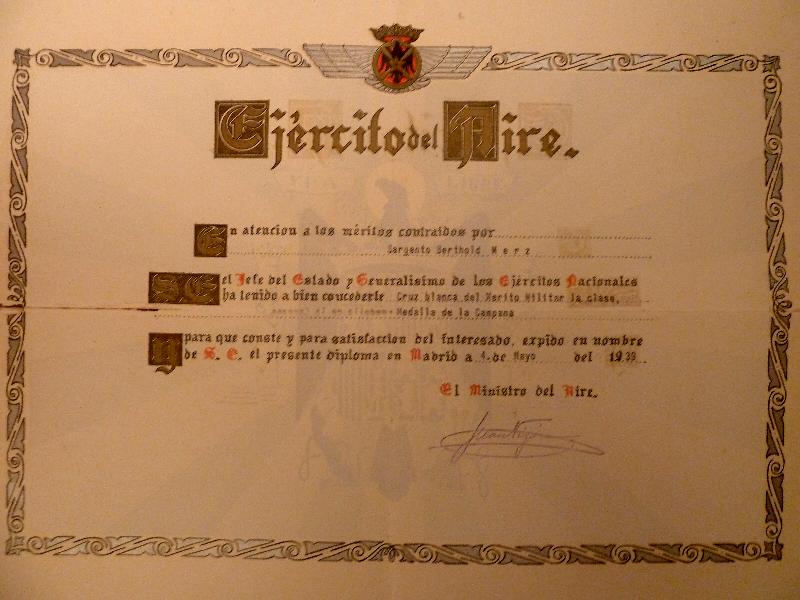 Ejército del Aire.
En atencion a los méritos contraidos por
Sargento Berthold Merz
S.E. el Jefe del Estado y Generalisimo de los Ejércitos Nacionales
ha tenido a bien concederle Cruz blanca del Merito Militar 1a clase,
Medalla de la Campana
Y para que conste y para satisfaccion del Interesado, expido en nombre
de S. E. el presente diploma en Madrid a 4.de Mayo del 1939
El Ministro del Aire.